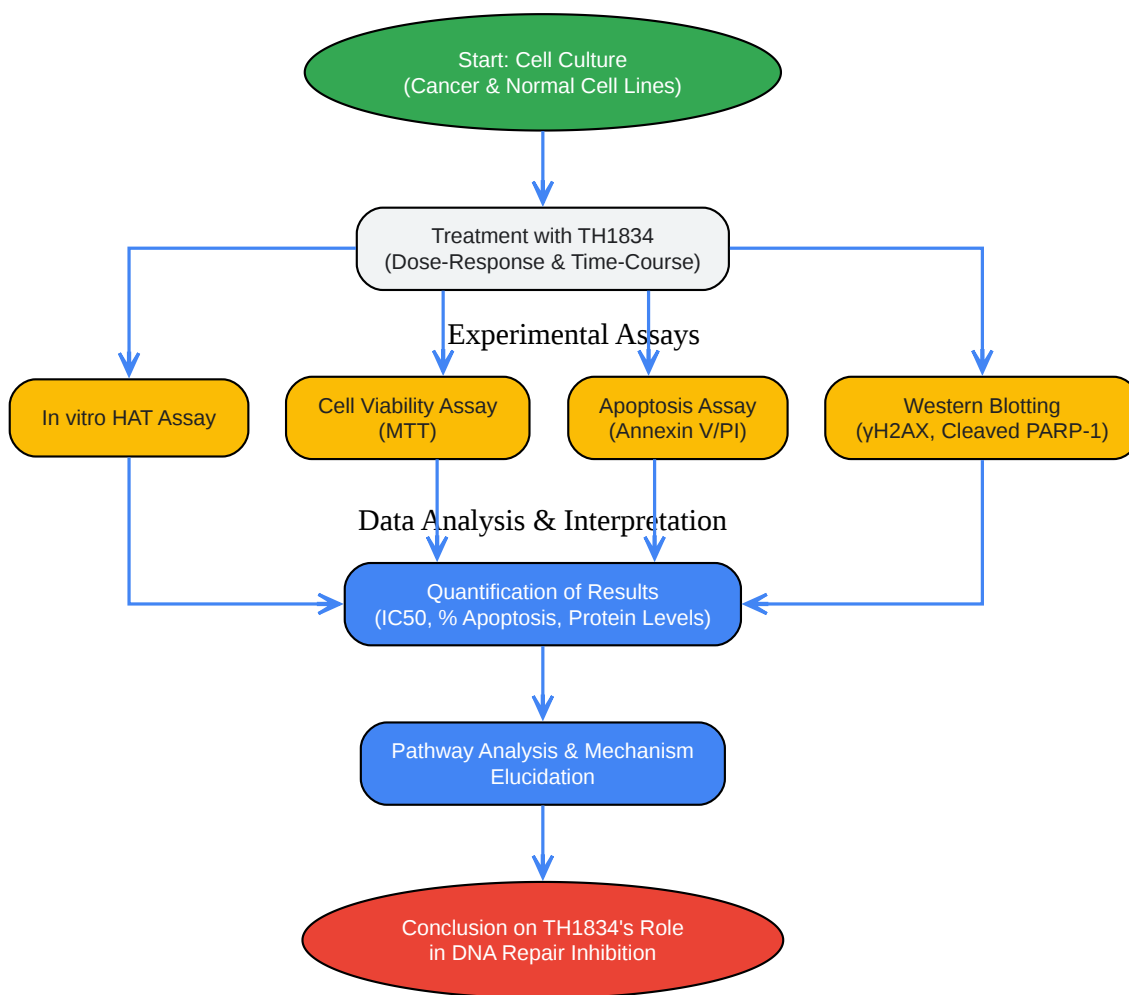 Start: Cell Culture
(Cancer & Normal Cell Lines)
Treatment with TH1834
(Dose-Response & Time-Course)
Experimental Assays
In vitro HAT Assay
Cell Viability Assay
(MTT)
Apoptosis Assay
(Annexin V/PI)
Western Blotting
(γH2AX, Cleaved PARP-1)
Data Analysis & Interpretation
Quantification of Results
(IC50, % Apoptosis, Protein Levels)
Pathway Analysis & Mechanism
Elucidation
Conclusion on TH1834's Role
in DNA Repair Inhibition